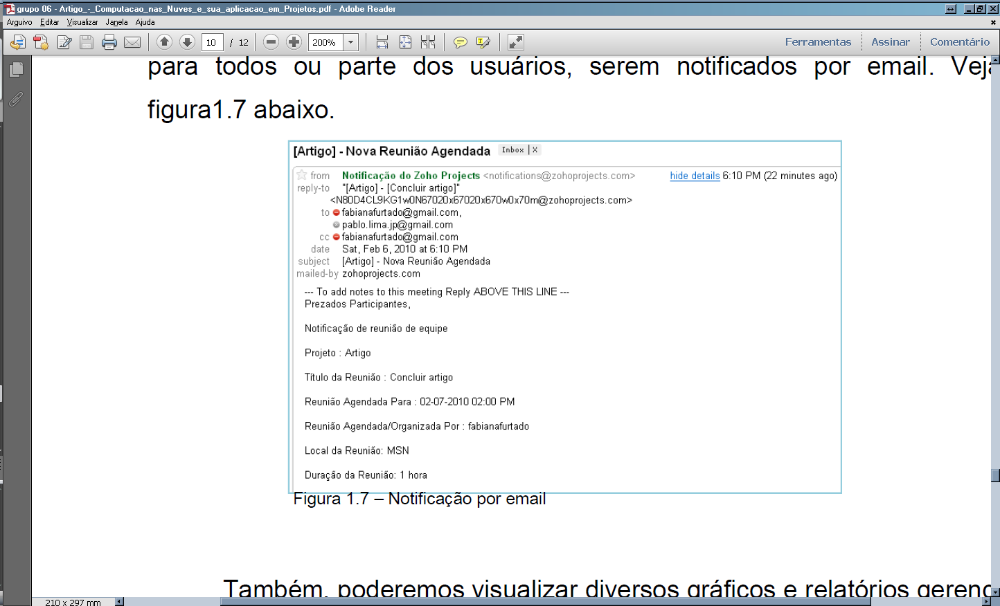 grupo 06 - Artigo_-_Computacao_nas_Nuves_e_sua_aplicacao_em_Projetos.pdf - Adobe Reader
Arquivo Editar Visualizar Janela Ajuda
10 / 12 200% Ferramentas Assinar Comentário
para todos ou parte dos usuários, serem notificados por email. Veja
figura1.7 abaixo.
[Artigo] - Nova Reunião Agendada Inbox | X
from Notificação do Zoho Projects <notifications@zohoprojects.com> hide details 6:10 PM (22 minutes ago)
reply-to "[Artigo] - [Concluir artigo]"
<N80D4CL9KG1w0N67020x67020x670w0x70m@zohoprojects.com>
to fabianafurtado@gmail.com,
pablo.lima.jp@gmail.com
cc fabianafurtado@gmail.com
date Sat, Feb 6, 2010 at 6:10 PM
subject [Artigo] - Nova Reunião Agendada
mailed-by zohoprojects.com
--- To add notes to this meeting Reply ABOVE THIS LINE ---
Prezados Participantes,
Notificação de reunião de equipe
Projeto : Artigo
Título da Reunião : Concluir artigo
Reunião Agendada Para : 02-07-2010 02:00 PM
Reunião Agendada/Organizada Por : fabianafurtado
Local da Reunião: MSN
Duração da Reunião: 1 hora
Figura 1.7 – Notificação por email
Também, poderemos visualizar diversos gráficos e relatórios gerenc
210 x 297 mm